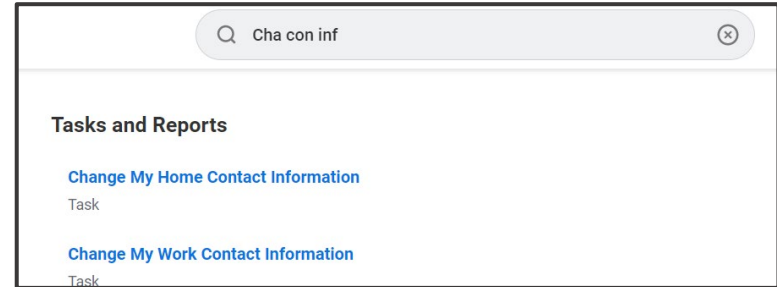 Cha con inf
Tasks and Reports
Change My Home Contact Information
Task
Change My Work Contact Information
Task